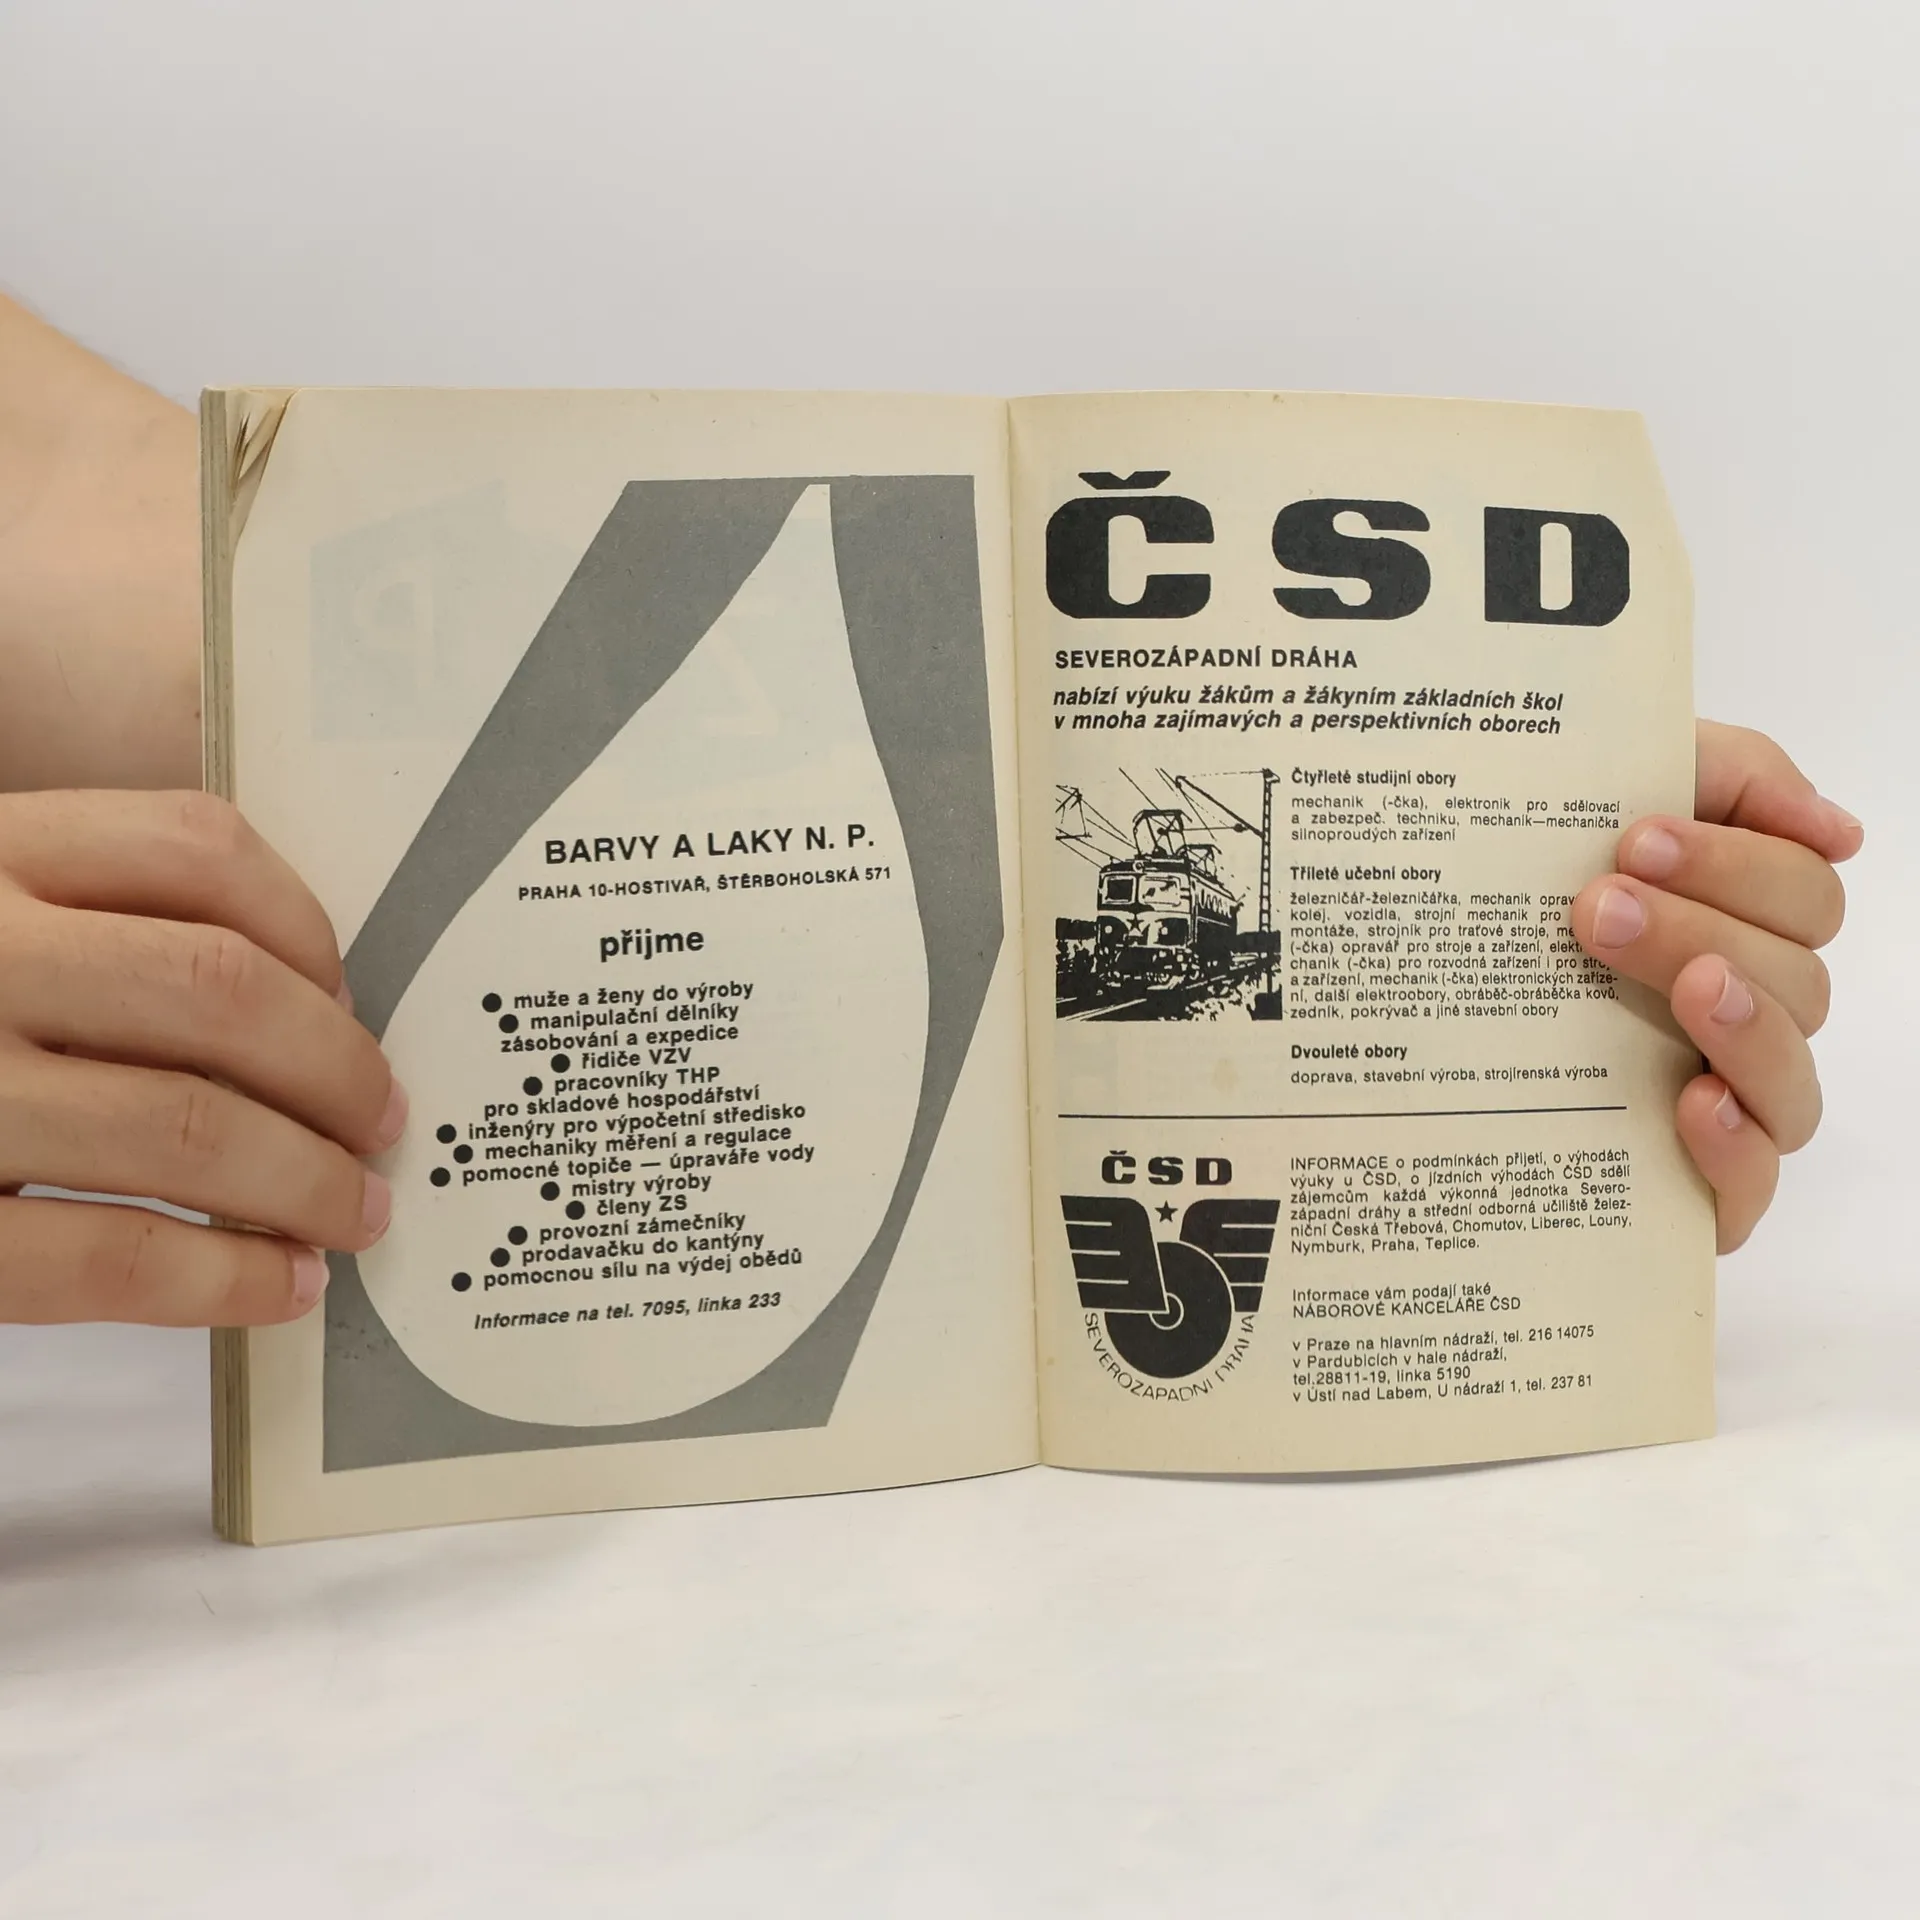 BARVY A LAKY N. P.
PRAHA 10-HOSTIVAŘ, ŠTĚRBOHOLSKÁ 571
přijme
● muže a ženy do výroby
● manipulační dělníky
zásobování a expedice
● řidiče VZV
● pracovníky THP
pro skladové hospodářství
● inženýry pro výpočetní středisko
● mechaniky měření a regulace
● pomocné topiče — úpraváře vody
● mistry výroby
● členy ZS
● provozní zámečníky
● prodavačku do kantýny
● pomocnou sílu na výdej obědů
Informace na tel. 7095, linka 233
ČSD
SEVEROZÁPADNÍ DRÁHA
nabízí výuku žákům a žákyním základních škol
v mnoha zajímavých a perspektivních oborech
Čtyřleté studijní obory
mechanik (-čka), elektronik pro sdělovací
a zabezpeč. techniku, mechanik—mechanička
silnoproudých zařízení
Tříleté učební obory
železničář-železničářka, mechanik
kolej. vozidla, strojní mechanik pro
montáže, strojník pro traťové stroje,
(-čka) opravář pro stroje a zařízení,
chanik (-čka) pro rozvodná zařízení i pro
a zařízení, mechanik (-čka) elektronických zaříze-
ní, další elektroobory, obráběč-obráběčka kovů,
zedník, pokrývač a jiné stavební obory
Dvouleté obory
doprava, stavební výroba, strojírenská výroba
ČSD
SEVEROZÁPADNÍ DRÁHA
INFORMACE o podmínkách přijetí, o výhodách
výuky u ČSD, o jízdních výhodách ČSD sdělí
zájemcům každá výkonná jednotka Severo-
západní dráhy a střední odborná učiliště želez-
niční Česká Třebová, Chomutov, Liberec, Louny,
Nymburk, Praha, Teplice.
Informace vám podají také
NÁBOROVÉ KANCELÁŘE ČSD
v Praze na hlavním nádraží, tel. 216 14075
v Pardubicích v hale nádraží,
tel.28811-19, linka 5190
v Ústí nad Labem, U nádraží 1, tel. 237 81